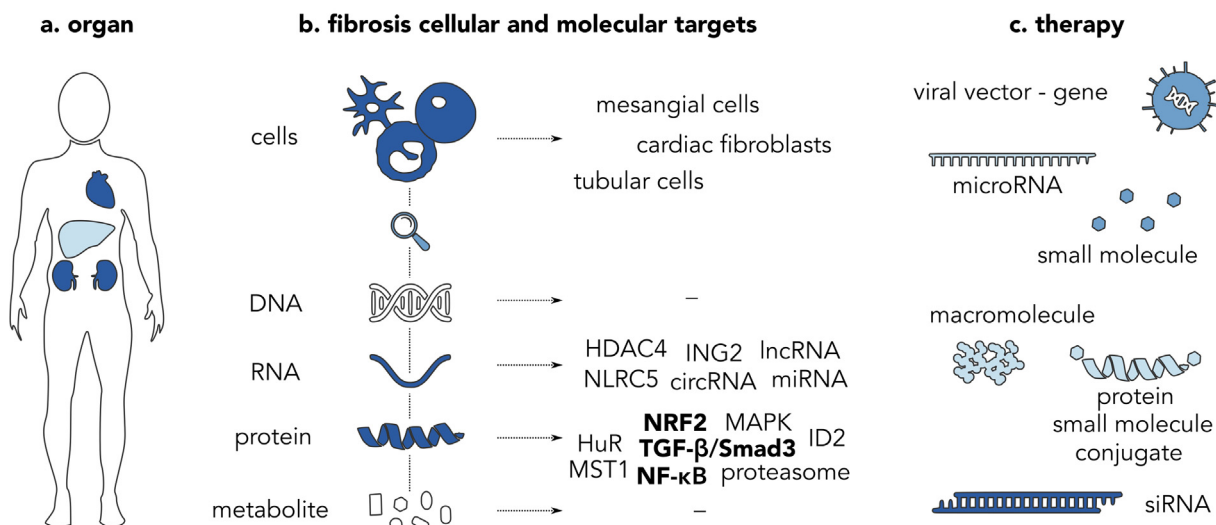 a. organ
b. fibrosis cellular and molecular targets
c. therapy
cells
mesangial cells
cardiac fibroblasts
tubular cells
DNA
–
RNA
HDAC4 ING2 lncRNA
NLRC5 circRNA miRNA
protein
NRF2 MAPK
HuR TGF-β/Smad3 ID2
MST1 NF-κB proteasome
metabolite
–
viral vector - gene
microRNA
small molecule
macromolecule
protein
small molecule
conjugate
siRNA